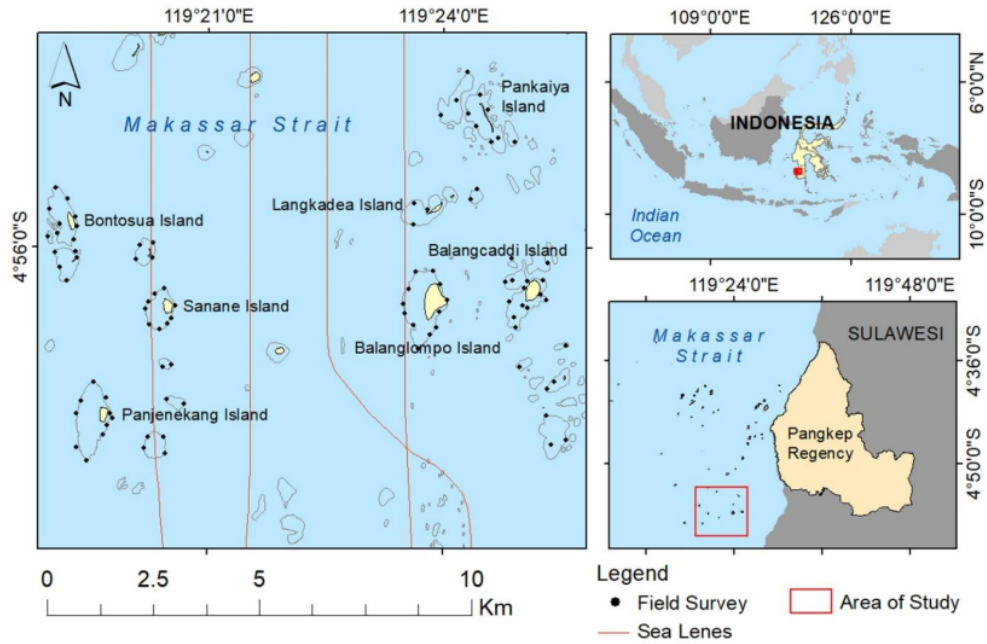 119°21'0"E 119°24'0"E
N
Makassar Strait
Pankaiya
Island
Langkadea Island
Bontosua Island
4°56'0"S
Balangcaddi Island
Sanane Island
Balanglompo Island
Panjenekang Island
0 2.5 5 10
Km
109°0'0"E 126°0'0"E
6°0'0"N
INDONESIA
Indian
Ocean
10°0'0"S
119°24'0"E 119°48'0"E
Makassar
Strait
SULAWESI
4°36'0"S
Pangkep
Regency
4°50'0"S
Legend
Field Survey
Area of Study
Sea Lenes